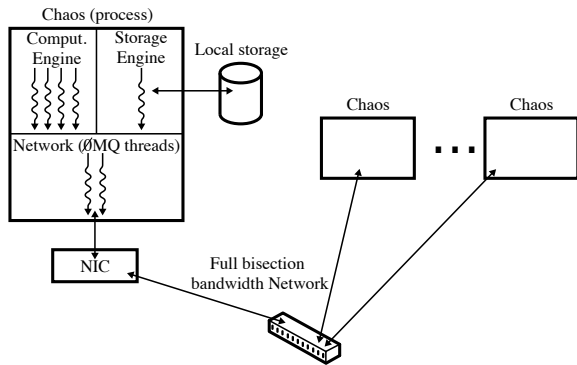 Chaos (process)
Comput. Engine
Storage Engine
Local storage
Network (ØMQ threads)
NIC
Full bisection
bandwidth Network
Chaos
...
Chaos